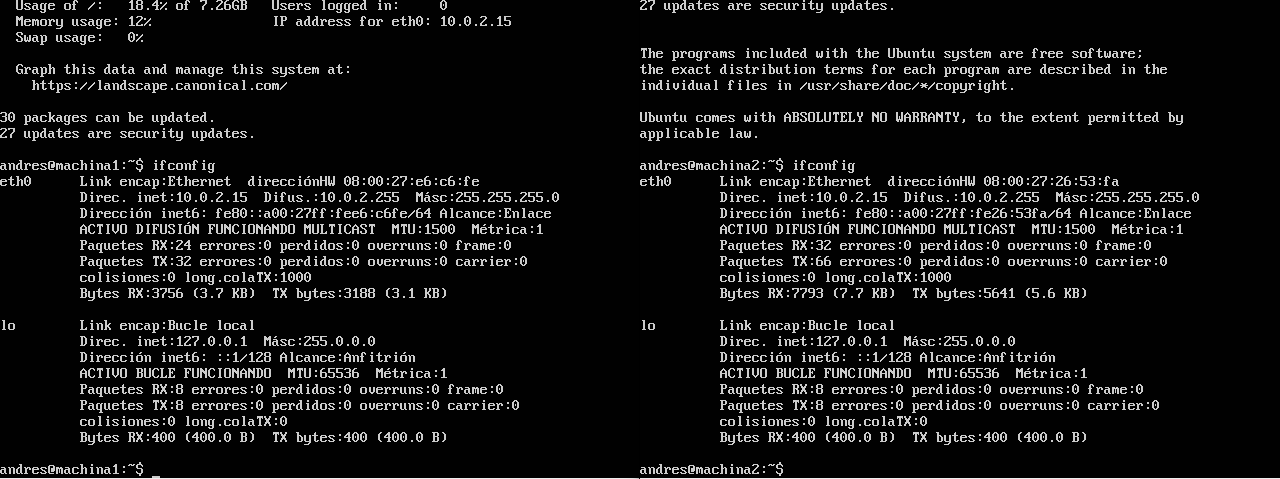 Usage of /:   18.4% of 7.26GB   Users logged in:     0
Memory usage: 12%               IP address for eth0: 10.0.2.15
Swap usage:   0%
Graph this data and manage this system at:
https://landscape.canonical.com/
30 packages can be updated.
27 updates are security updates.
andres@machina1:~$ ifconfig
eth0      Link encap:Ethernet  direcciónHW 08:00:27:e6:c6:fe
Direc. inet:10.0.2.15  Difus.:10.0.2.255  Másc:255.255.255.0
Dirección inet6: fe80::a00:27ff:fee6:c6fe/64 Alcance:Enlace
ACTIVO DIFUSIÓN FUNCIONANDO MULTICAST  MTU:1500  Métrica:1
Paquetes RX:24 errores:0 perdidos:0 overruns:0 frame:0
Paquetes TX:32 errores:0 perdidos:0 overruns:0 carrier:0
colisiones:0 long.colaTX:1000
Bytes RX:3756 (3.7 KB)  TX bytes:3188 (3.1 KB)
lo        Link encap:Bucle local
Direc. inet:127.0.0.1  Másc:255.0.0.0
Dirección inet6: ::1/128 Alcance:Anfitrión
ACTIVO BUCLE FUNCIONANDO  MTU:65536  Métrica:1
Paquetes RX:8 errores:0 perdidos:0 overruns:0 frame:0
Paquetes TX:8 errores:0 perdidos:0 overruns:0 carrier:0
colisiones:0 long.colaTX:0
Bytes RX:400 (400.0 B)  TX bytes:400 (400.0 B)
andres@machina1:~$ _
27 updates are security updates.
The programs included with the Ubuntu system are free software;
the exact distribution terms for each program are described in the
individual files in /usr/share/doc/*/copyright.
Ubuntu comes with ABSOLUTELY NO WARRANTY, to the extent permitted by
applicable law.
andres@machina2:~$ ifconfig
eth0      Link encap:Ethernet  direcciónHW 08:00:27:26:53:fa
Direc. inet:10.0.2.15  Difus.:10.0.2.255  Másc:255.255.255.0
Dirección inet6: fe80::a00:27ff:fe26:53fa/64 Alcance:Enlace
ACTIVO DIFUSIÓN FUNCIONANDO MULTICAST  MTU:1500  Métrica:1
Paquetes RX:32 errores:0 perdidos:0 overruns:0 frame:0
Paquetes TX:66 errores:0 perdidos:0 overruns:0 carrier:0
colisiones:0 long.colaTX:1000
Bytes RX:7793 (7.7 KB)  TX bytes:5641 (5.6 KB)
lo        Link encap:Bucle local
Direc. inet:127.0.0.1  Másc:255.0.0.0
Dirección inet6: ::1/128 Alcance:Anfitrión
ACTIVO BUCLE FUNCIONANDO  MTU:65536  Métrica:1
Paquetes RX:8 errores:0 perdidos:0 overruns:0 frame:0
Paquetes TX:8 errores:0 perdidos:0 overruns:0 carrier:0
colisiones:0 long.colaTX:0
Bytes RX:400 (400.0 B)  TX bytes:400 (400.0 B)
andres@machina2:~$